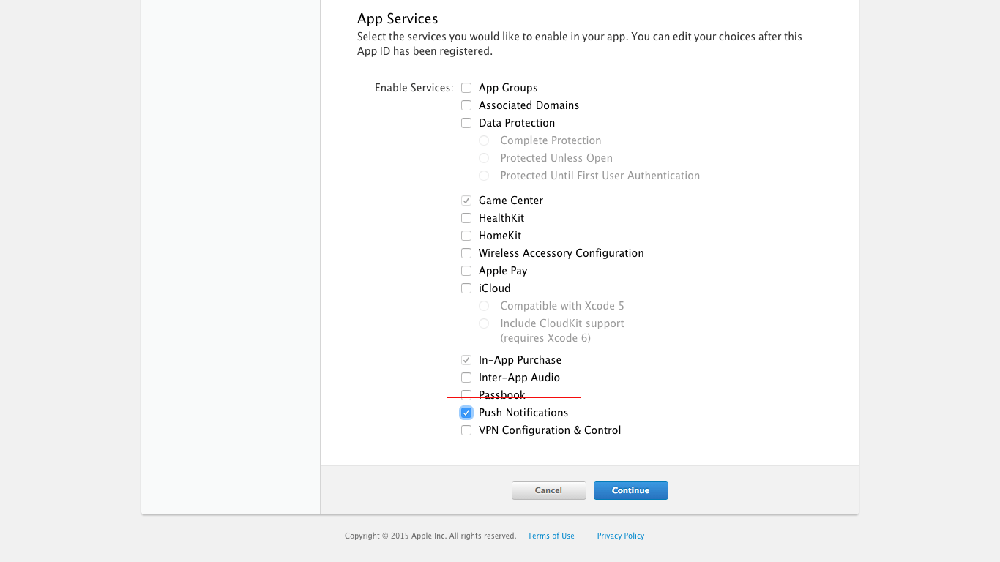 App Services
Select the services you would like to enable in your app. You can edit your choices after this
App ID has been registered.
Enable Services: App Groups
Associated Domains
Data Protection
Complete Protection
Protected Unless Open
Protected Until First User Authentication
Game Center
HealthKit
HomeKit
Wireless Accessory Configuration
Apple Pay
iCloud
Compatible with Xcode 5
Include CloudKit support
(requires Xcode 6)
In-App Purchase
Inter-App Audio
Passbook
Push Notifications
VPN Configuration & Control
Cancel Continue
Copyright © 2015 Apple Inc. All rights reserved. Terms of Use Privacy Policy